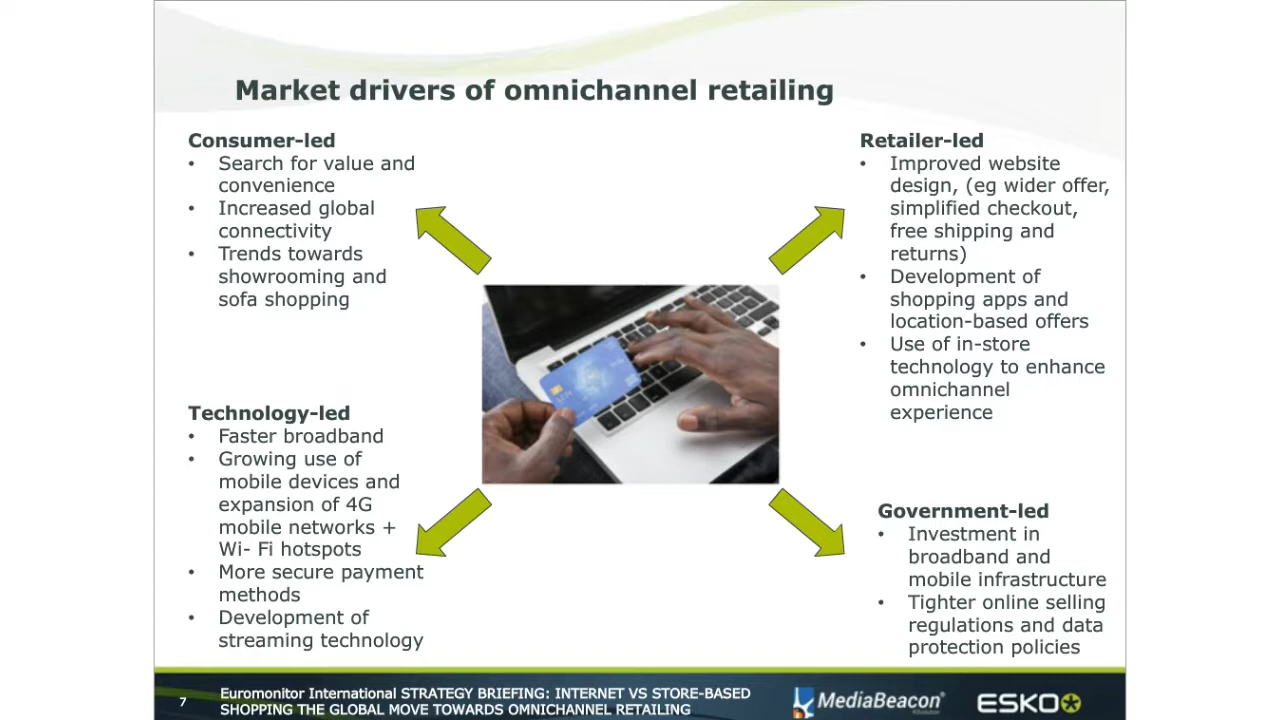 Market drivers of omnichannel retailing
Consumer-led
• Search for value and
convenience
• Increased global
connectivity
• Trends towards
showrooming and
sofa shopping
Technology-led
• Faster broadband
• Growing use of
mobile devices and
expansion of 4G
mobile networks +
Wi- Fi hotspots
• More secure payment
methods
• Development of
streaming technology
Retailer-led
• Improved website
design, (eg wider offer,
simplified checkout,
free shipping and
returns)
• Development of
shopping apps and
location-based offers
• Use of in-store
technology to enhance
omnichannel
experience
Government-led
• Investment in
broadband and
mobile infrastructure
• Tighter online selling
regulations and data
protection policies
7
Euromonitor International STRATEGY BRIEFING: INTERNET VS STORE-BASED
SHOPPING THE GLOBAL MOVE TOWARDS OMNICHANNEL RETAILING
MediaBeacon
ESKO